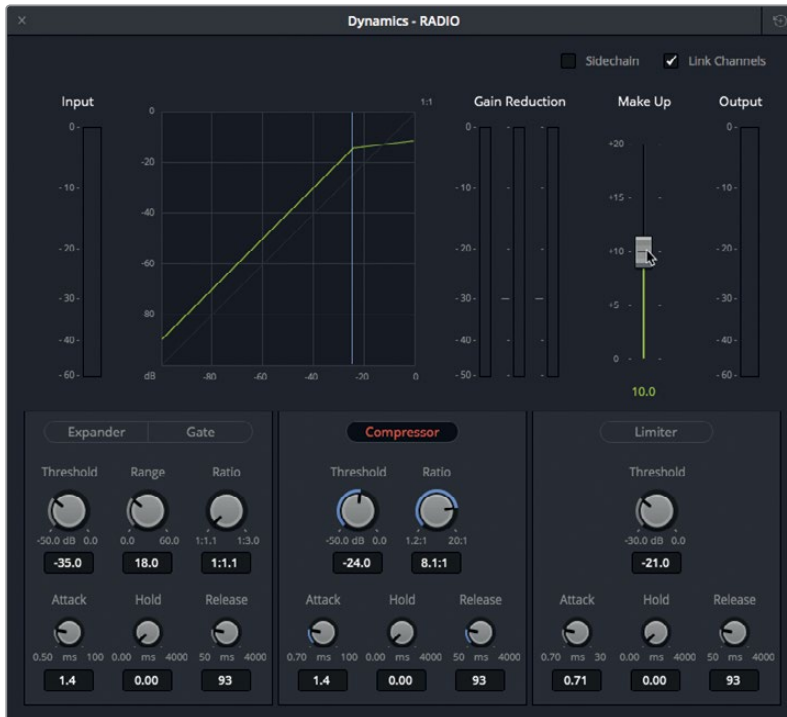 Dynamics - RADIO
Sidechain
Link Channels
Input
0-
-10-
-20-
-30-
-40-
-60-
1:1
0
-20
-40
-60
80
dB
-80
-60
-40
-20
0
Gain Reduction
0-
-10-
-20-
-30-
-40-
-50-
Make Up
+20
+15 -
+10
+5
0 -
10.0
Output
0-
-10-
-20-
-30-
-40-
-60-
Expander
Gate
Threshold Range Ratio
-50.0 dB 0.0 0.0 60.0 1:1.1 1:3.0
-35.0 18.0 1:1.1
Attack Hold Release
0.50 ms 100 0.00 ms 4000 50 ms 4000
1.4 0.00 93
Compressor
Threshold Ratio
-50.0 dB 0.0 1.2:1 20:1
-24.0 8.1:1
Attack Hold Release
0.70 ms 100 0.00 ms 4000 50 ms 4000
1.4 0.00 93
Limiter
Threshold
-30.0 dB 0.0
-21.0
Attack Hold Release
0.70 ms 30 0.00 ms 4000 50 ms 4000
0.71 0.00 93